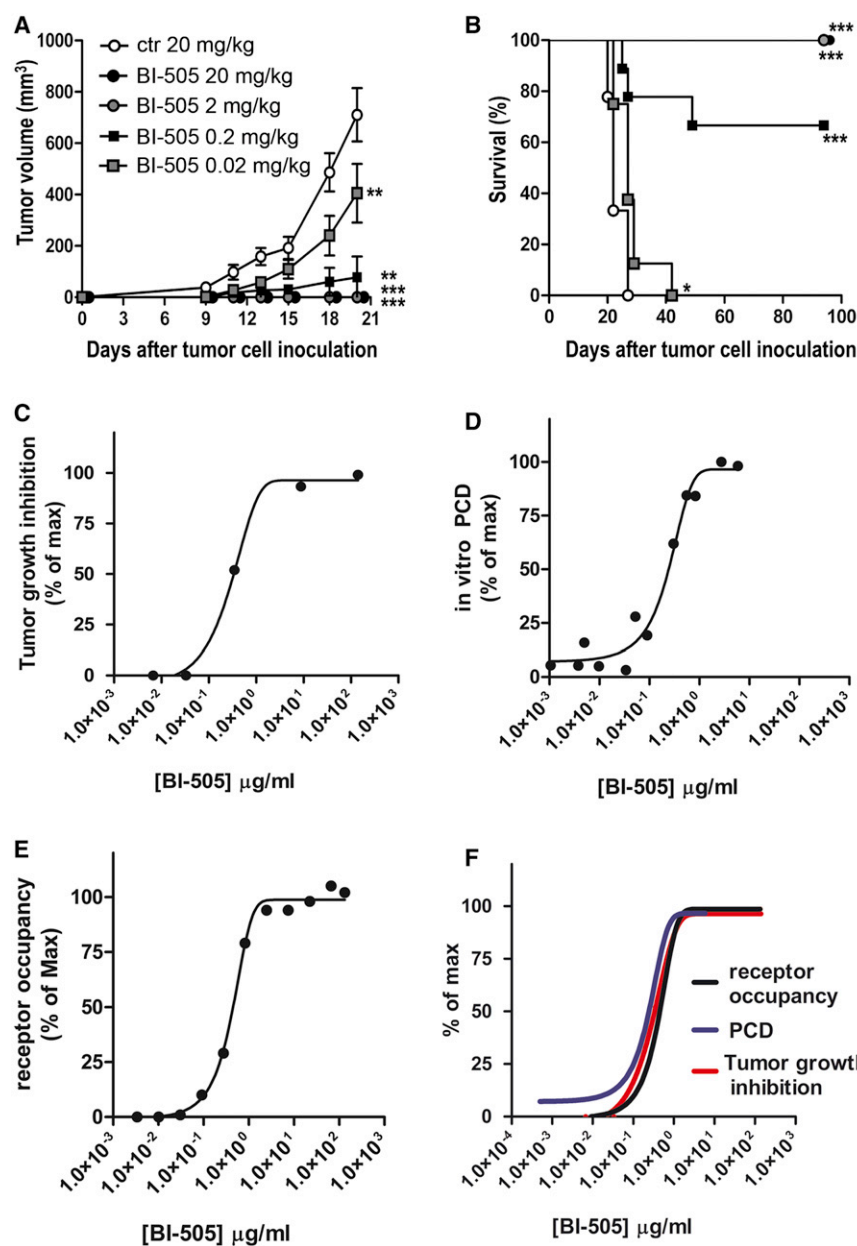 A
ctr 20 mg/kg
BI-505 20 mg/kg
BI-505 2 mg/kg
BI-505 0.2 mg/kg
BI-505 0.02 mg/kg
Tumor volume (mm³)
1000
800
600
400
200
0
**
**
***
***
0 3 6 9 12 15 18 21
Days after tumor cell inoculation
B
Survival (%)
100
80
60
40
20
0
***
***
***
*
0 20 40 60 80 100
Days after tumor cell inoculation
C
Tumor growth inhibition
(% of max)
100
75
50
25
0
1.0×10⁻³ 1.0×10⁻² 1.0×10⁻¹ 1.0×10⁰ 1.0×10¹ 1.0×10² 1.0×10³
[BI-505] µg/ml
D
in vitro PCD
(% of max)
100
75
50
25
0
1.0×10⁻³ 1.0×10⁻² 1.0×10⁻¹ 1.0×10⁰ 1.0×10¹ 1.0×10² 1.0×10³
[BI-505] µg/ml
E
receptor occupancy
(% of Max)
100
75
50
25
0
1.0×10⁻³ 1.0×10⁻² 1.0×10⁻¹ 1.0×10⁰ 1.0×10¹ 1.0×10² 1.0×10³
[BI-505] µg/ml
F
% of max
100
75
50
25
0
receptor
occupancy
PCD
Tumor growth
inhibition
1.0×10⁻⁴ 1.0×10⁻³ 1.0×10⁻² 1.0×10⁻¹ 1.0×10⁰ 1.0×10¹ 1.0×10² 1.0×10³
[BI-505] µg/ml